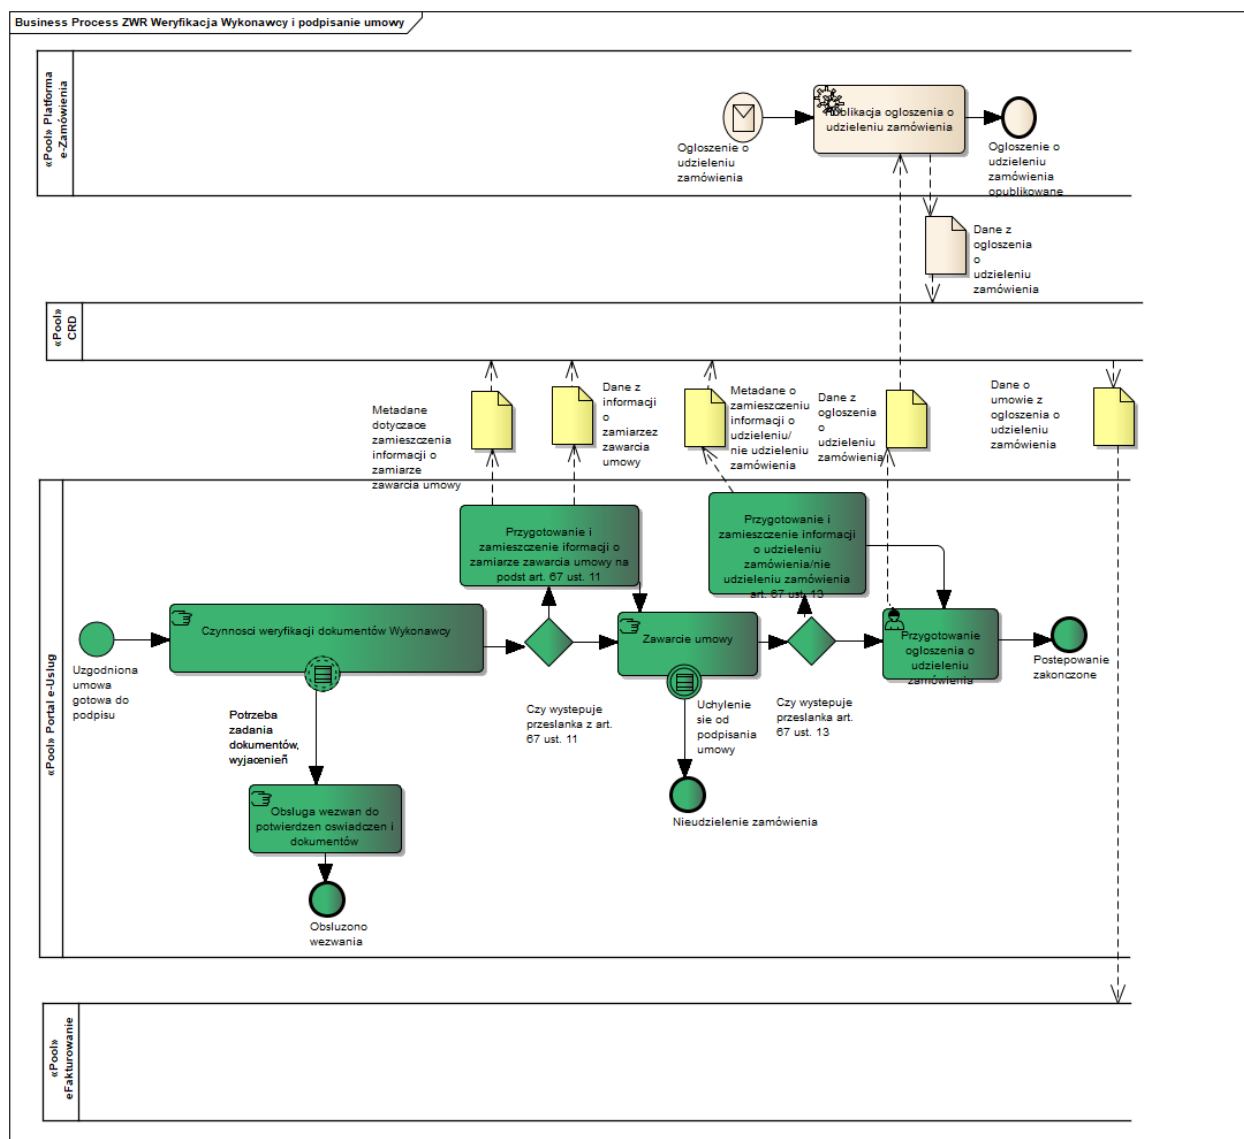 Business Process ZWR Weryfikacja Wykonawcy i podpisanie umowy
«Pool» Platforma
e-Zamówienia
Ogloszenie o
udzieleniu
zamówienia
Publikacja ogloszenia o
udzieleniu zamówienia
Ogloszenie o
udzieleniu
zamówienia
opublikowane
Dane z
ogloszenia
o
udzieleniu
zamówienia
«Pool»
CRD
Metadane
dotyczace
zamieszczenia
informacji o
zamiarze
zawarcia umowy
Dane z
informacji
o
zamiarzez
zawarcia
umowy
Metadane o
zamieszczeniu
informacji o
udzieleniu/
nie udzieleniu
zamówienia
Dane z
ogloszenia
o
udzieleniu
zamówienia
Dane o
umowie z
ogloszenia o
udzieleniu
zamówienia
«Pool» Portal e-Uslug
Przygotowanie i
zamieszczenie iformacji o
zamiarze zawarcia umowy na
podst art. 67 ust. 11
Przygotowanie i
zamieszczenie informacji
o udzieleniu
zamówienia/nie
udzieleniu zamówienia
art. 67 ust. 13
Uzgodniona
umowa
gotowa do
podpisu
Czynnosci weryfikacji dokumentów Wykonawcy
Zawarcie umowy
Przygotowanie
ogloszenia o
udzieleniu
zamówienia
Postepowanie
zakonczone
Potrzeba
zadania
dokumentów,
Czy wystepuje
przeslanka z art.
67 ust. 11
Uchylenie
sie od
podpisania
umowy
Czy wystepuje
przeslanka art.
67 ust. 13
Obsluga wezwan do
potwierdzen oswiadczen i
dokumentów
Nieudzielenie zamówienia
Obsluzono
wezwania
«Pool»
eFakturowanie